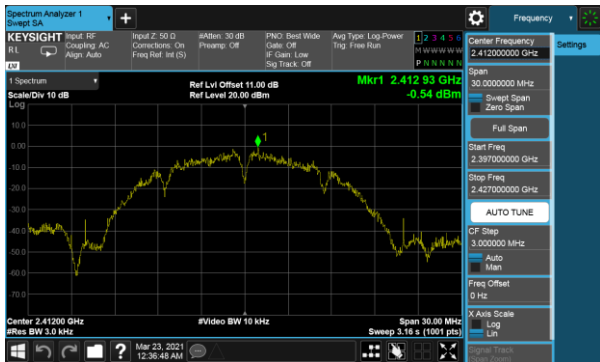 Spectrum Analyzer 1
Swept SA
+
Frequency
KEYSIGHT
RL
Input: RF
Coupling: AC
Align: Auto
Input Z: 50 Ω
Corrections: On
Freq Ref: Int (S)
#Atten: 30 dB
Preamp: Off
PNO: Best Wide
Gate: Off
IF Gain: Low
Sig Track: Off
Avg Type: Log-Power
Trig: Free Run
1 2 3 4 5 6
M W W W W W
P N N N N N
Center Frequency
2.412000000 GHz
Settings
Span
30.0000000 MHz
Swept Span
Zero Span
Full Span
Start Freq
2.397000000 GHz
Stop Freq
2.427000000 GHz
AUTO TUNE
CF Step
3.000000 MHz
Auto
Man
Freq Offset
0 Hz
X Axis Scale
Log
Lin
Signal Track
(Span Zoom)
1 Spectrum
Scale/Div 10 dB
Ref Lvl Offset 11.00 dB
Ref Level 20.00 dBm
Mkr1 2.412 93 GHz
-0.54 dBm
Log
10.0
0.00
-10.0
-20.0
-30.0
-40.0
-50.0
-60.0
-70.0
1
Center 2.41200 GHz
#Res BW 3.0 kHz
#Video BW 10 kHz
Span 30.00 MHz
Sweep 3.16 s (1001 pts)
?
Mar 23, 2021
12:36:48 AM